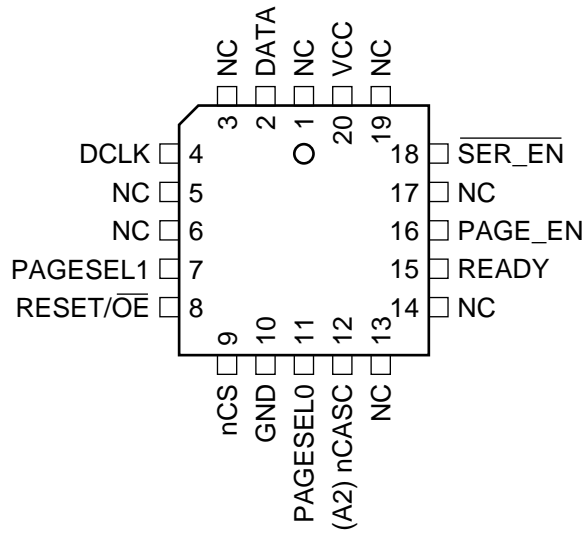 NC
DATA
NC
VCC
NC
3
2
1
20
19
DCLK 4
NC 5
NC 6
PAGESEL1 7
RESET/O̅E̅ 8
18 S̅E̅R̅_̅E̅N̅
17 NC
16 PAGE_EN
15 READY
14 NC
9
10
11
12
13
nCS
GND
PAGESEL0
(A2) nCASC
NC